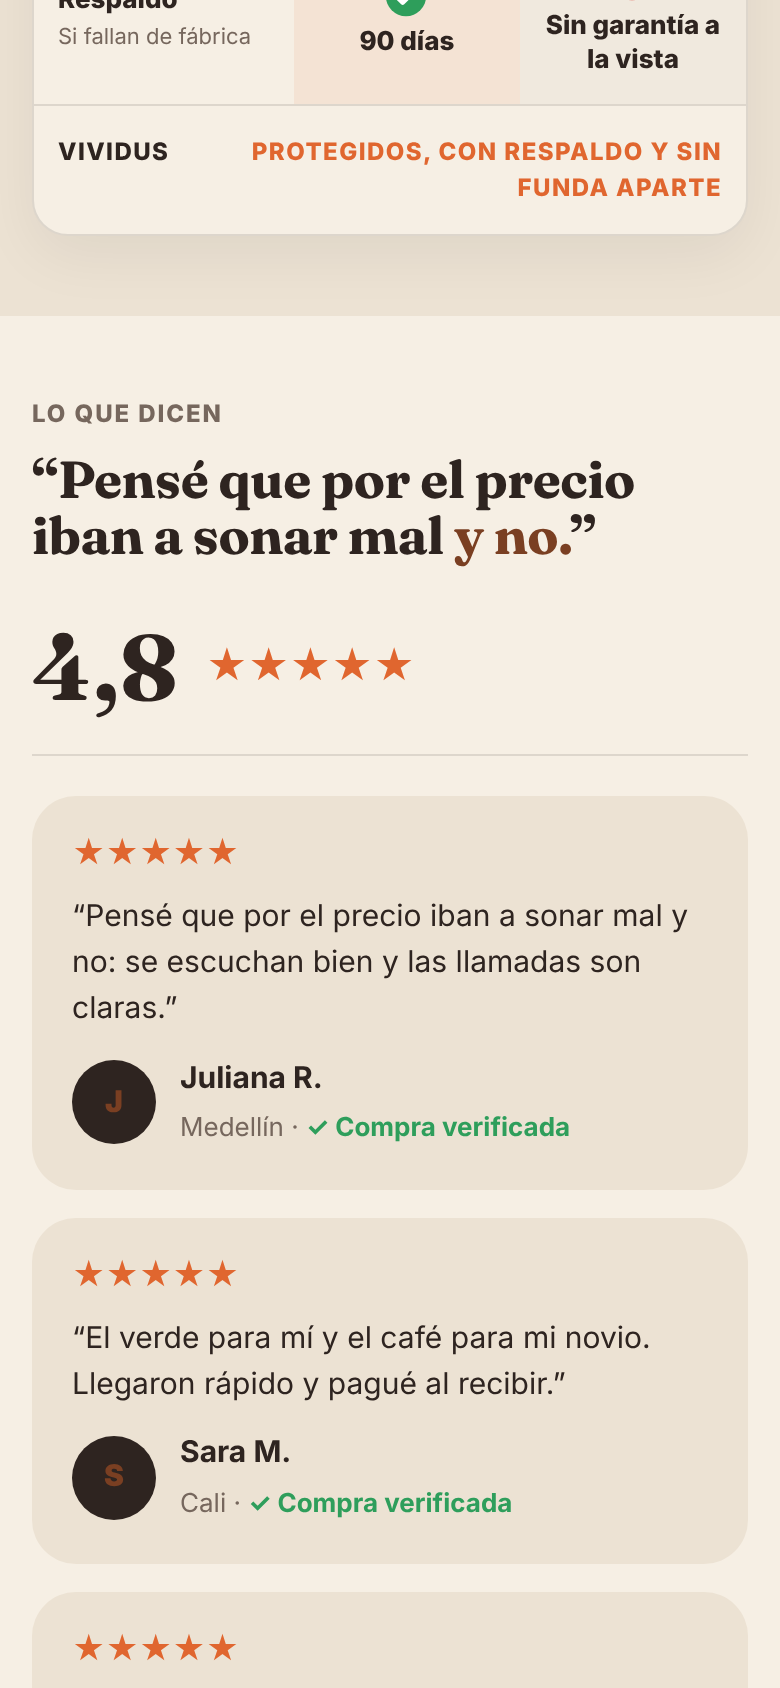 Respaldo
Si fallan de fábrica
90 días
Sin garantía a
la vista
VIVIDUS
PROTEGIDOS, CON RESPALDO Y SIN
FUNDA APARTE
LO QUE DICEN
“Pensé que por el precio
iban a sonar mal y no.”
4,8 ★★★★★
★★★★★
“Pensé que por el precio iban a sonar mal y
no: se escuchan bien y las llamadas son
claras.”
J
Juliana R.
Medellín · ✓ Compra verificada
★★★★★
“El verde para mí y el café para mi novio.
Llegaron rápido y pagué al recibir.”
S
Sara M.
Cali · ✓ Compra verificada
★★★★★